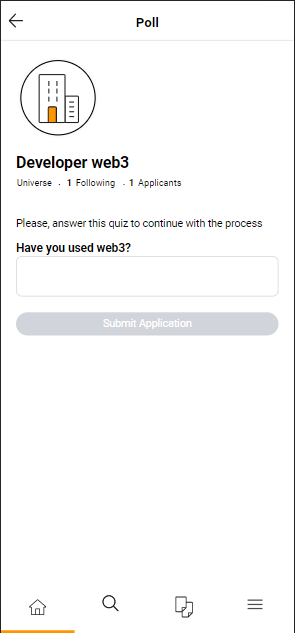 Poll
Developer web3
Universe . 1 Following . 1 Applicants
Please, answer this quiz to continue with the process
Have you used web3?
Submit Application